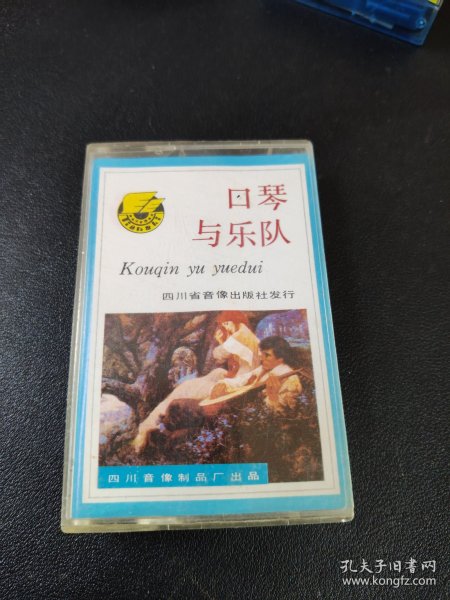 口琴
与乐队
Kouqin yu yuedui
四川省音像出版社发行
四川音像制品厂出品
孔夫子旧书网
www.kongfz.com